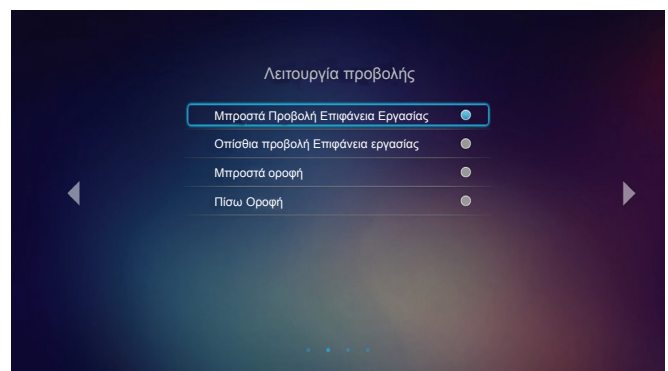 Λειτουργία προβολής
Μπροστά Προβολή Επιφάνεια Εργασίας
Οπίσθια προβολή Επιφάνεια εργασίας
Μπροστά οροφή
Πίσω Οροφή